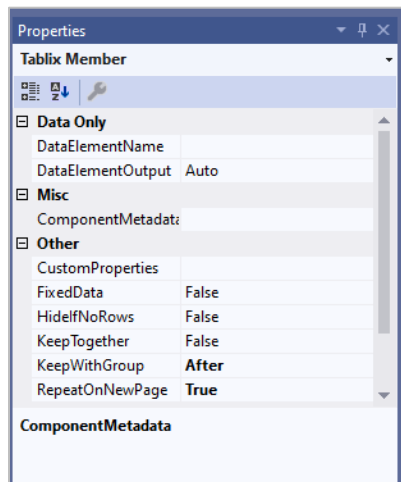 Properties
Tablix Member
Data Only
DataElementName
DataElementOutput Auto
Misc
ComponentMetadata
Other
CustomProperties
FixedData False
HideIfNoRows False
KeepTogether False
KeepWithGroup After
RepeatOnNewPage True
ComponentMetadata